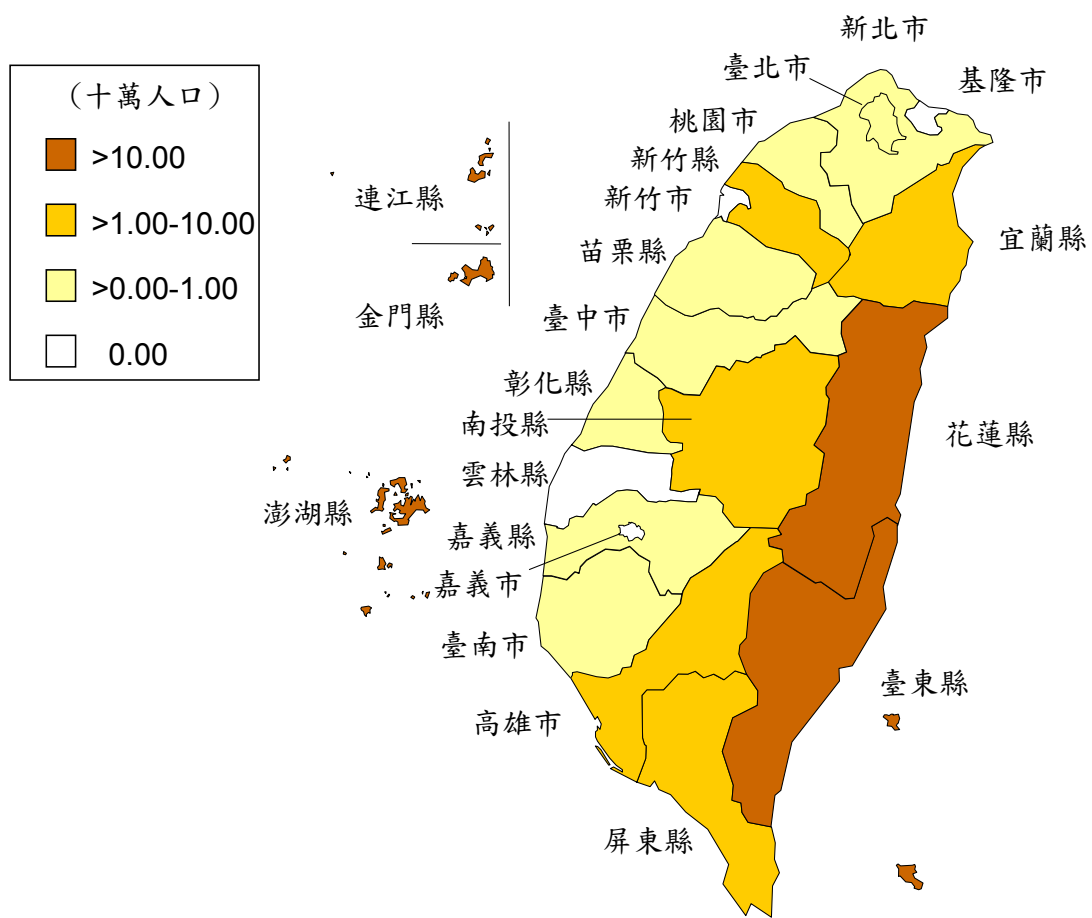 （十萬人口）
>10.00
>1.00-10.00
>0.00-1.00
0.00
新北市
臺北市
基隆市
桃園市
新竹縣
新竹市
連江縣
宜蘭縣
苗栗縣
金門縣
臺中市
彰化縣
南投縣
花蓮縣
雲林縣
澎湖縣
嘉義縣
嘉義市
臺南市
臺東縣
高雄市
屏東縣